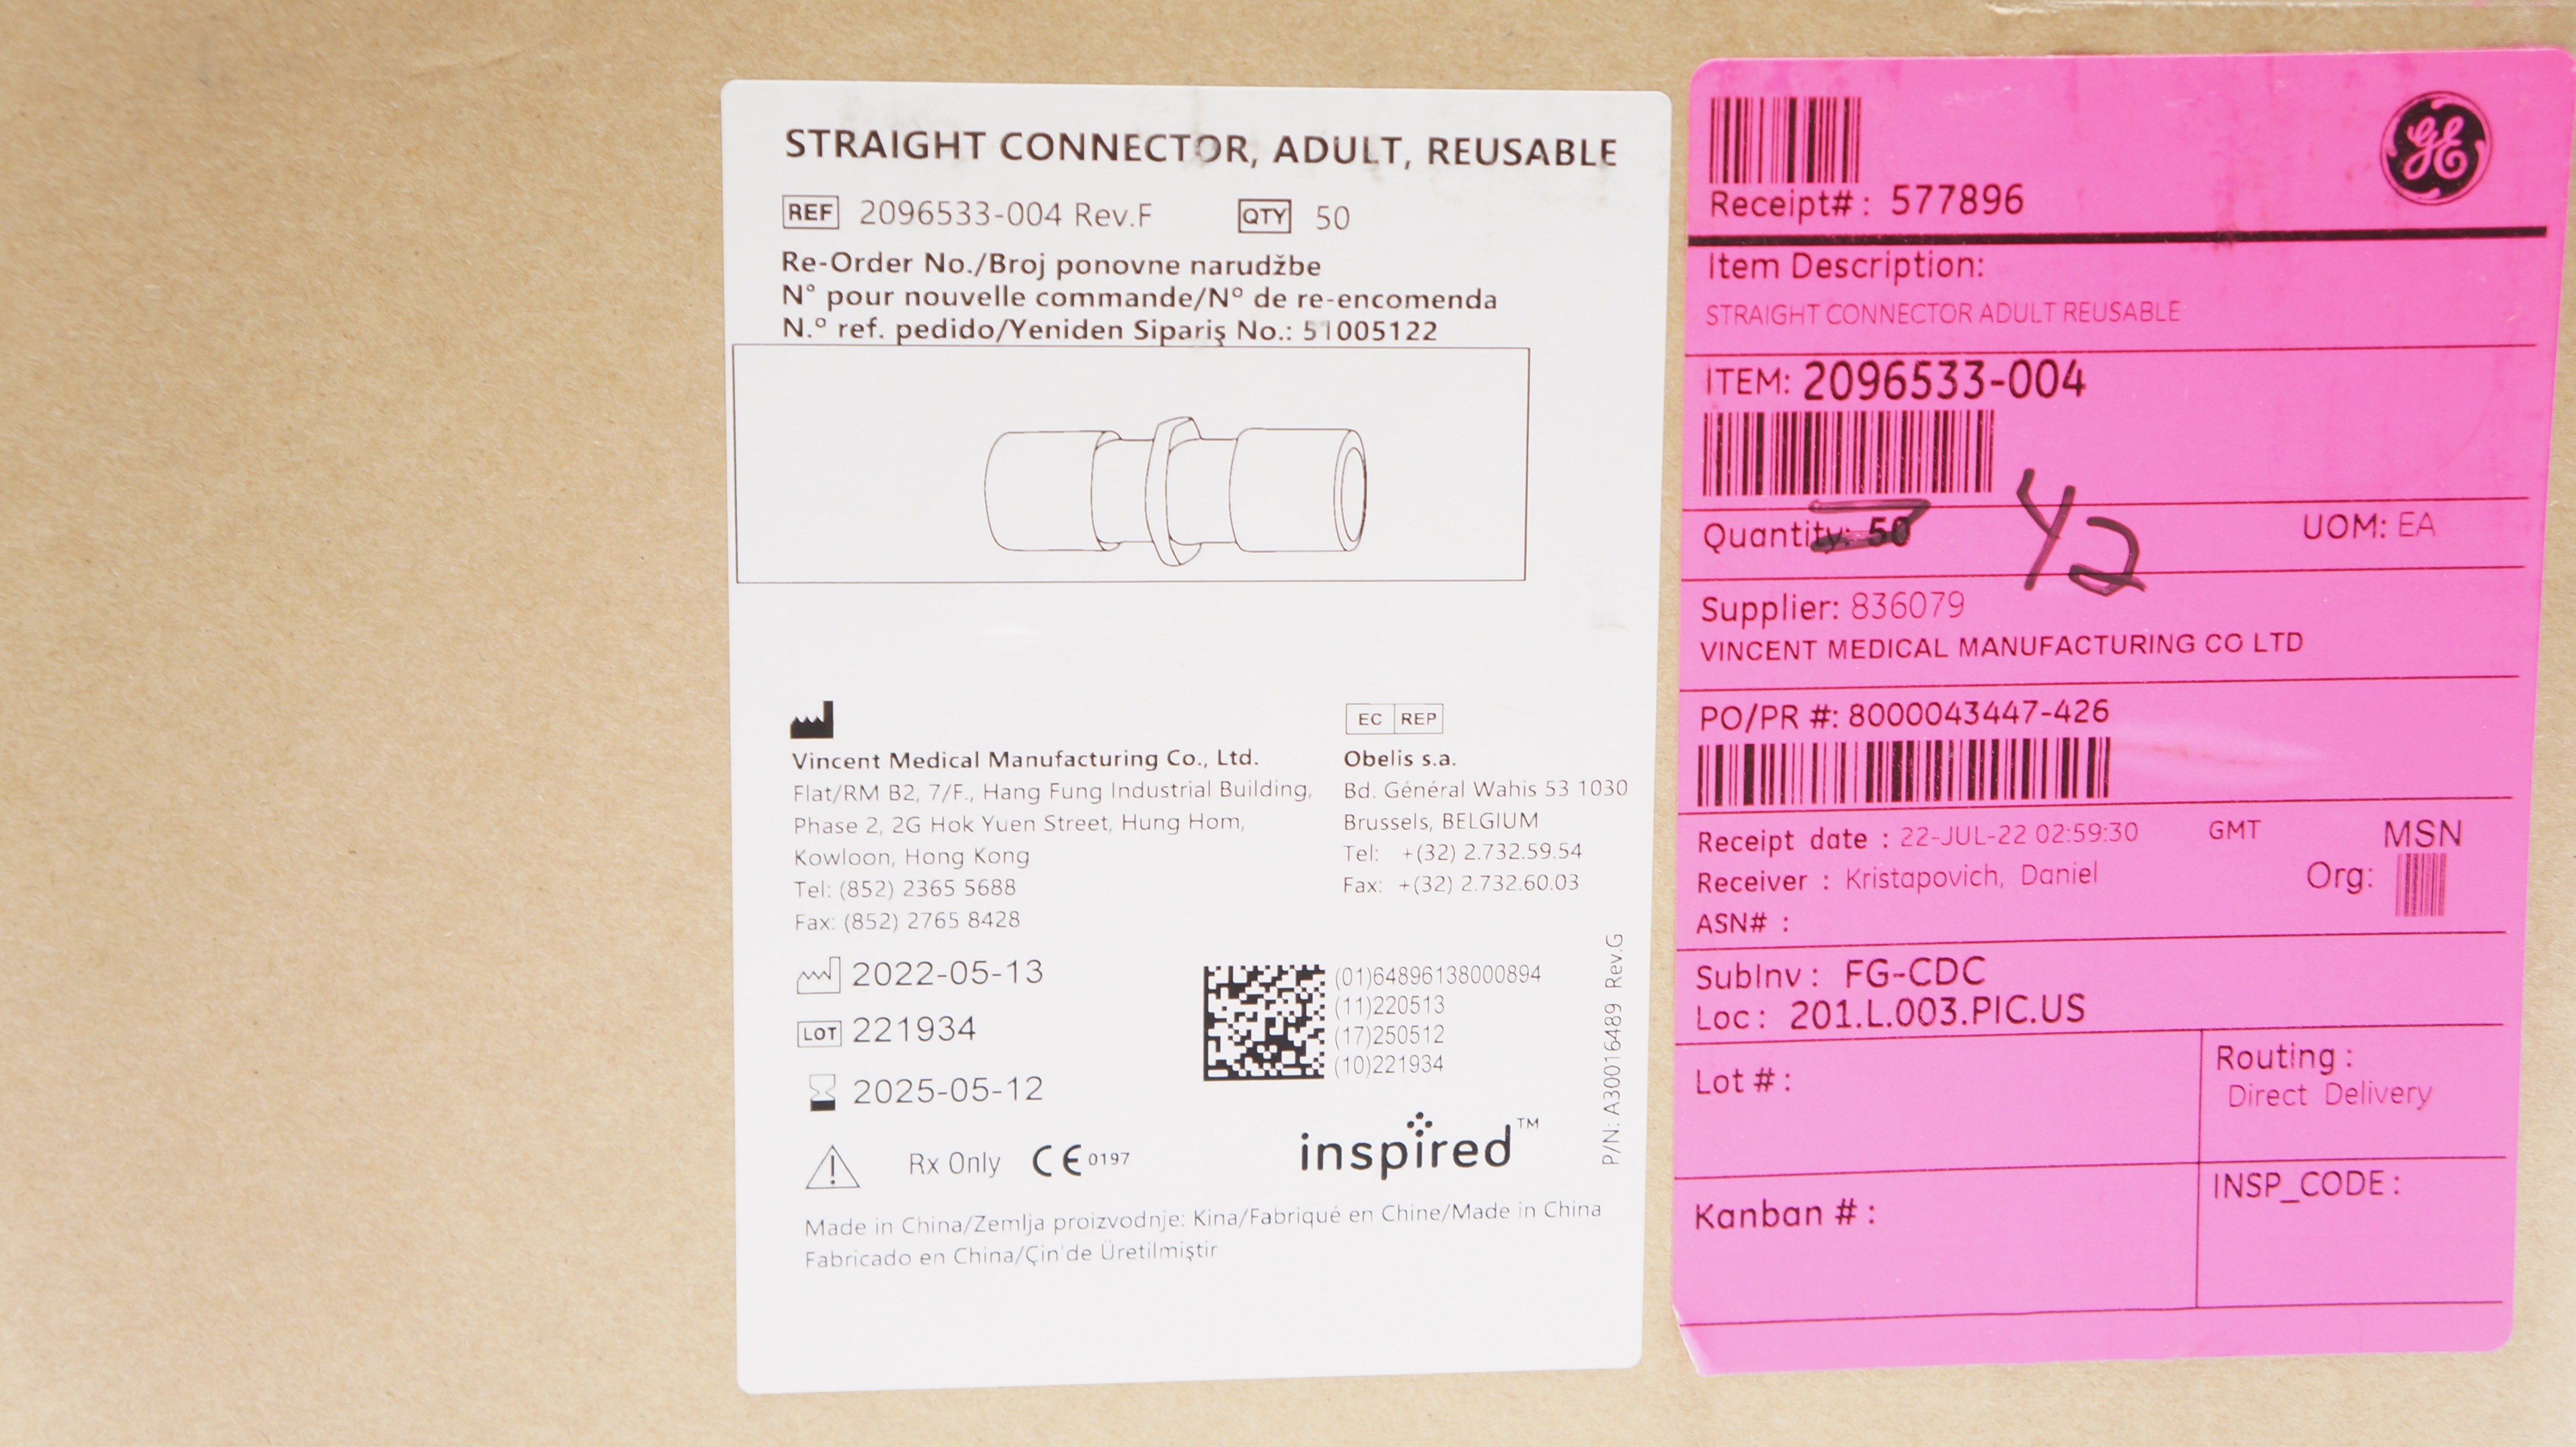 STRAIGHT CONNECTOR, ADULT, REUSABLE
REF 2096533-004 Rev.F QTY 50
Re-Order No./Broj ponovne narudžbe
N° pour nouvelle commande/Nº de re-encomenda
N.º ref. pedido/Yeniden Sipariş No.: 51005122
Vincent Medical Manufacturing Co., Ltd.
Flat/RM B2, 7/F., Hang Fung Industrial Building,
Phase 2, 2G Hok Yuen Street, Hung Hom,
Kowloon, Hong Kong
Tel: (852) 2365 5688
Fax: (852) 2765 8428
EC REP
Obelis s.a.
Bd. Général Wahis 53 1030
Brussels, BELGIUM
Tel: +(32) 2.732.59.54
Fax: +(32) 2.732.60.03
2022-05-13
LOT 221934
2025-05-12
(01)64896138000894
(11)220513
(17)250512
(10)221934
Rx Only CE 0197
inspired™
P/N: A30016489 Rev.G
Made in China/Zemlja proizvodnje: Kina/Fabriqué en Chine/Made in China
Fabricado en China/Çin'de Üretilmiştir
GE
Receipt# : 577896
Item Description:
STRAIGHT CONNECTOR ADULT REUSABLE
ITEM: 2096533-004
Quantity: 50 42 UOM: EA
Supplier: 836079
VINCENT MEDICAL MANUFACTURING CO LTD
PO/PR #: 8000043447-426
Receipt date : 22-JUL-22 02:59:30 GMT MSN
Receiver : Kristapovich, Daniel Org:
ASN# :
SubInv : FG-CDC
Loc : 201.L.003.PIC.US
Lot # :
Routing :
Direct Delivery
Kanban # :
INSP_CODE :